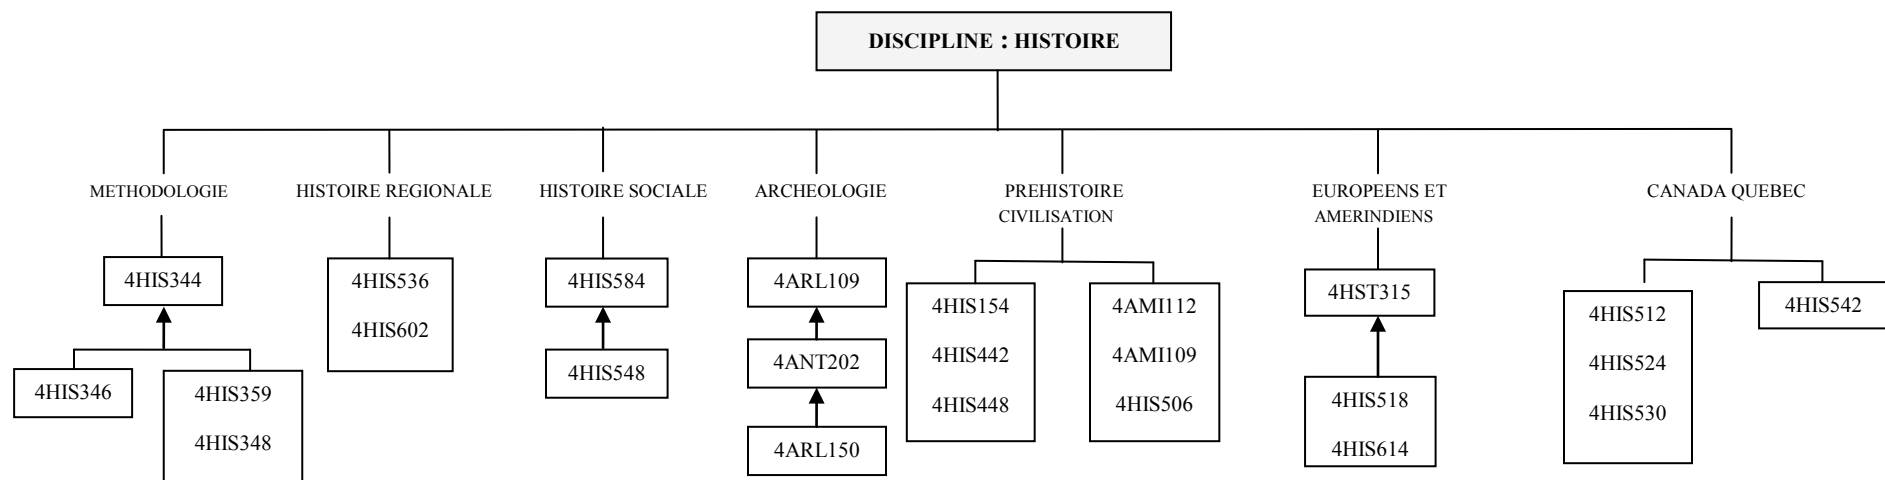 DISCIPLINE : HISTOIRE
METHODOLOGIE
HISTOIRE REGIONALE
HISTOIRE SOCIALE
ARCHEOLOGIE
PREHISTOIRE
CIVILISATION
EUROPEENS ET
AMERINDIENS
CANADA QUEBEC
4HIS344
4HIS346
4HIS359
4HIS348
4HIS536
4HIS602
4HIS584
4HIS548
4ARL109
4ANT202
4ARL150
4HIS154
4HIS442
4HIS448
4AMI112
4AMI109
4HIS506
4HST315
4HIS518
4HIS614
4HIS512
4HIS524
4HIS530
4HIS542